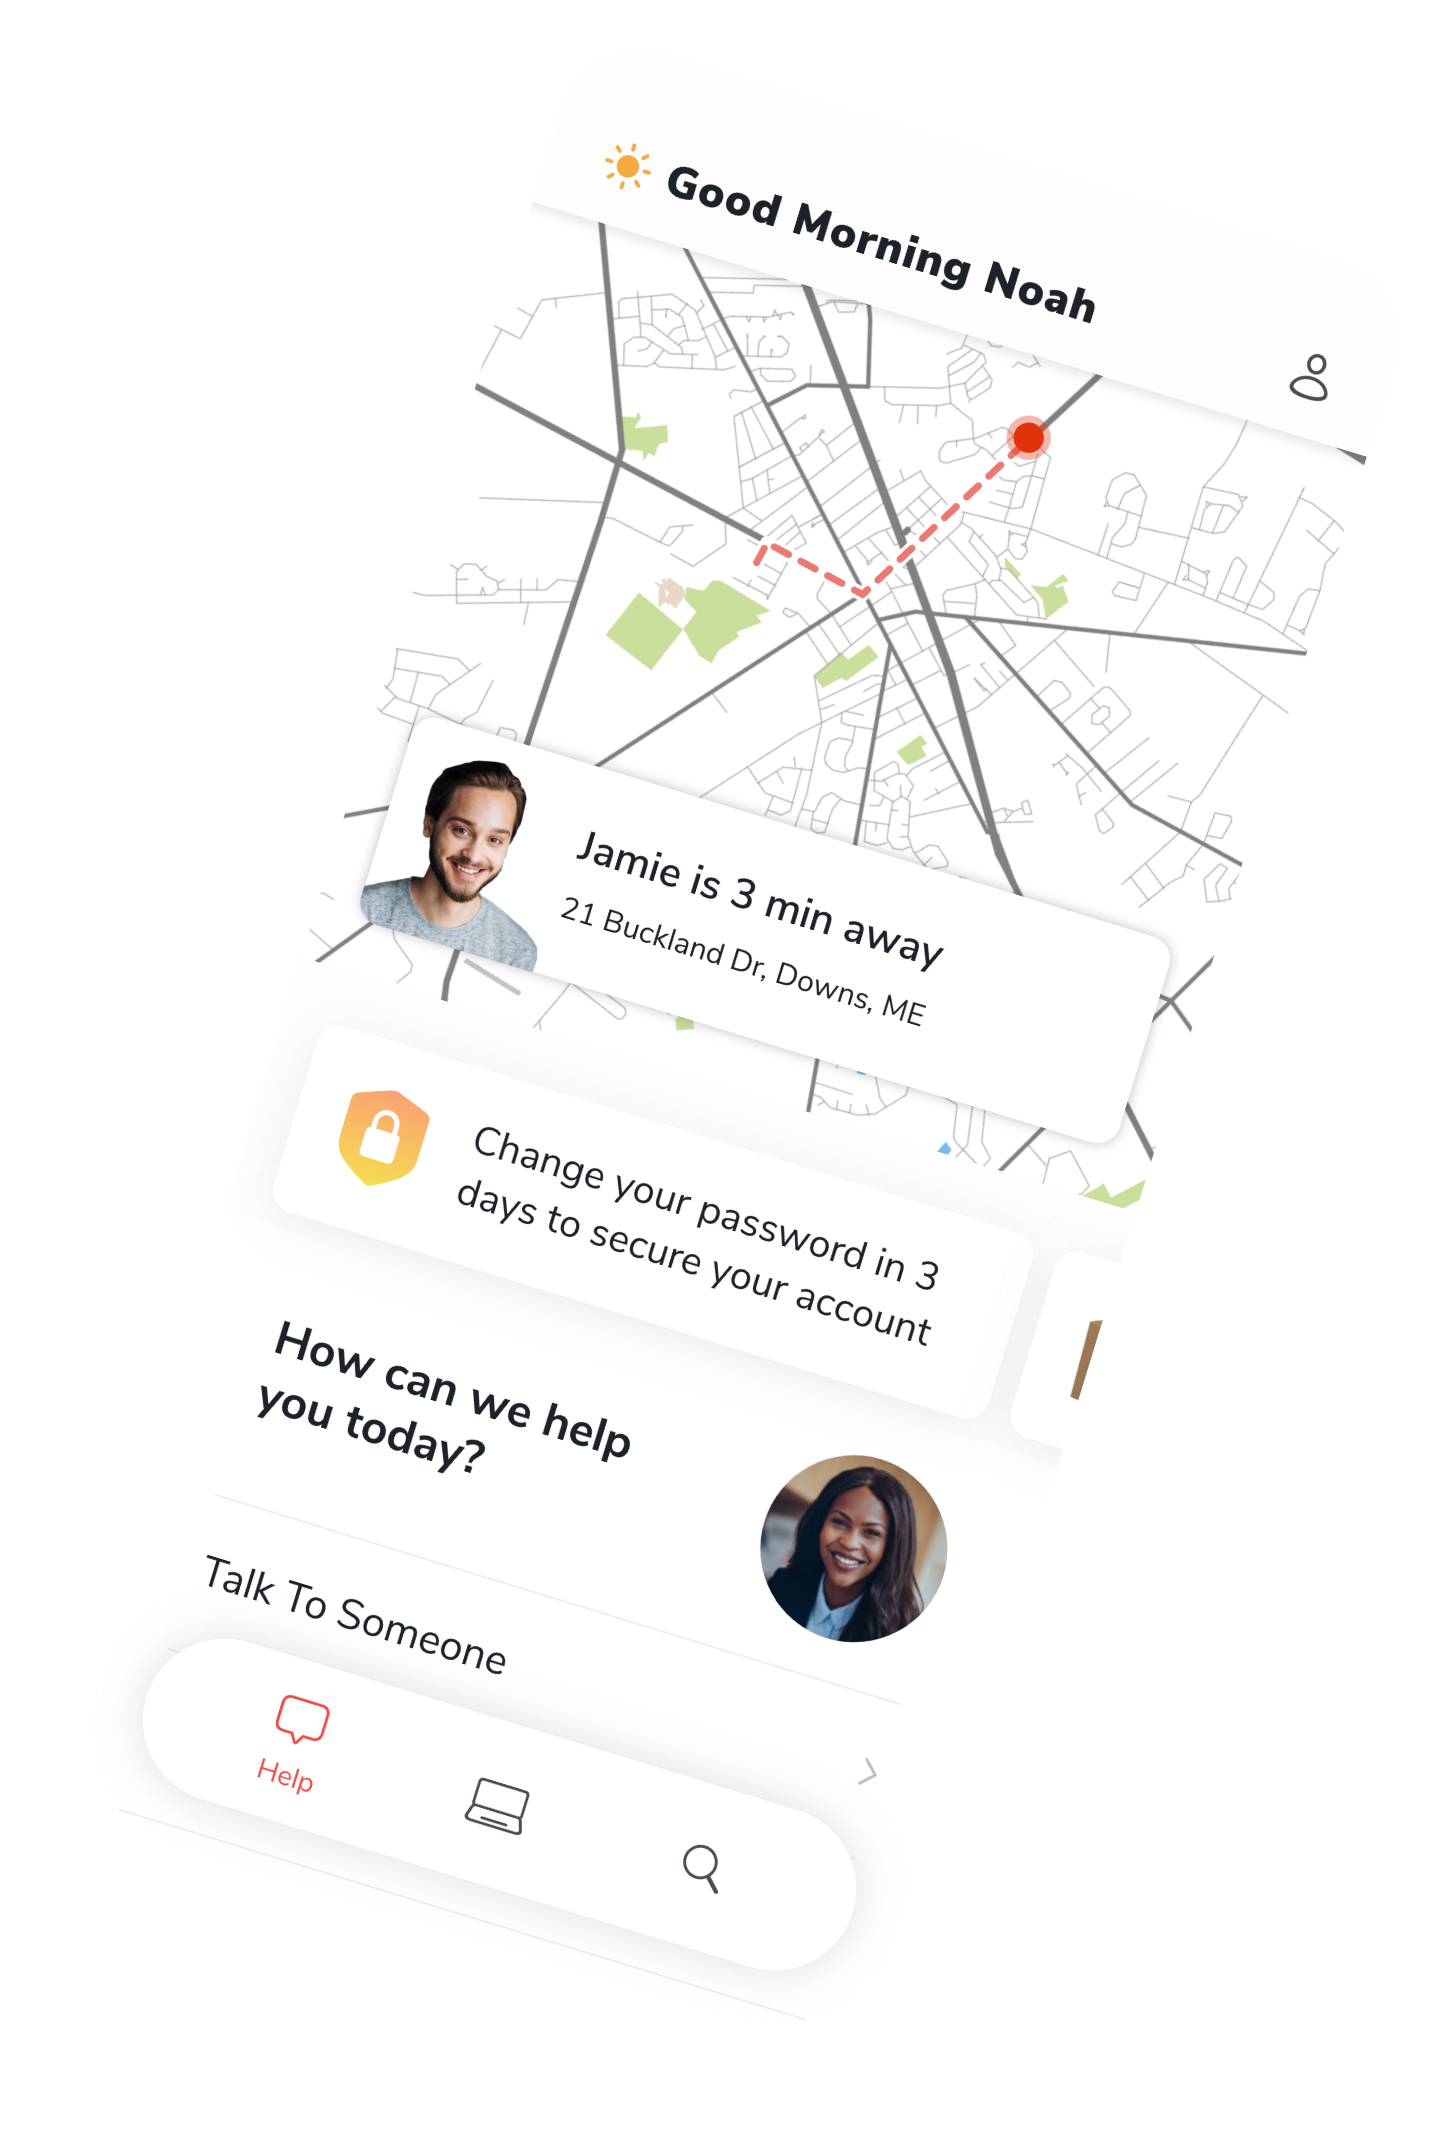 Good Morning Noah
Jamie is 3 min away
21 Buckland Dr, Downs, ME
Change your password in 3
days to secure your account
How can we help
you today?
Talk To Someone
Help